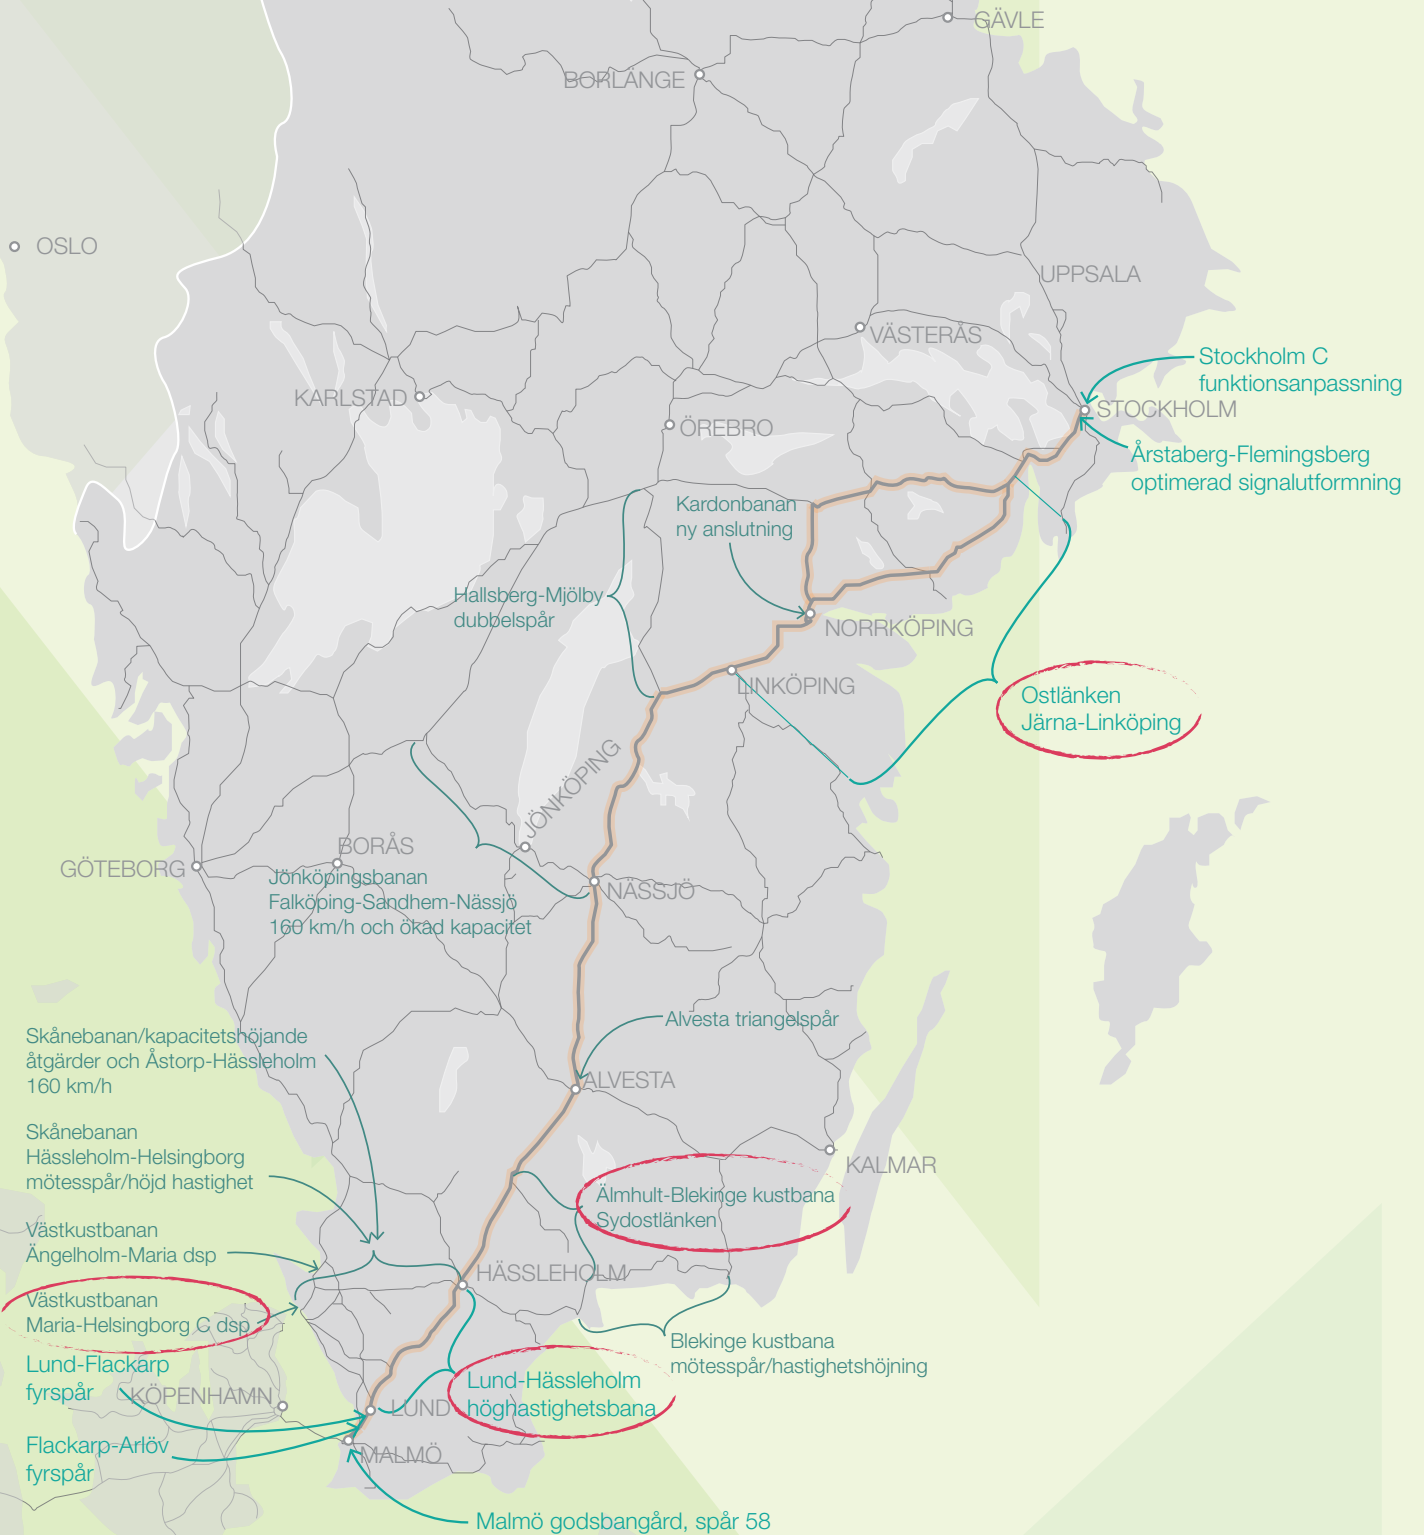 GÄVLE
BORLÄNGE
OSLO
UPPSALA
VÄSTERÅS
Stockholm C
funktionsanpassning
KARLSTAD
STOCKHOLM
ÖREBRO
Årstaberg-Flemingsberg
optimerad signalutformning
Kardonbanan
ny anslutning
Hallsberg-Mjölby
dubbelspår
NORRKÖPING
LINKÖPING
Ostlänken
Järna-Linköping
JÖNKÖPING
BORÅS
GÖTEBORG
Jönköpingsbanan
Falköping-Sandhem-Nässjö
160 km/h och ökad kapacitet
NÄSSJÖ
Alvesta triangelspår
Skånebanan/kapacitetshöjande
åtgärder och Åstorp-Hässleholm
160 km/h
ALVESTA
Skånebanan
Hässleholm-Helsingborg
mötesspår/höjd hastighet
KALMAR
Älmhult-Blekinge kustbana
Sydostlänken
Västkustbanan
Ängelholm-Maria dsp
HÄSSLEHOLM
Västkustbanan
Maria-Helsingborg C dsp
Blekinge kustbana
mötesspår/hastighetshöjning
Lund-Flackarp
fyrspår
KÖPENHAMN
Lund-Hässleholm
höghastighetsbana
LUND
Flackarp-Arlöv
fyrspår
MALMÖ
Malmö godsbangård, spår 58